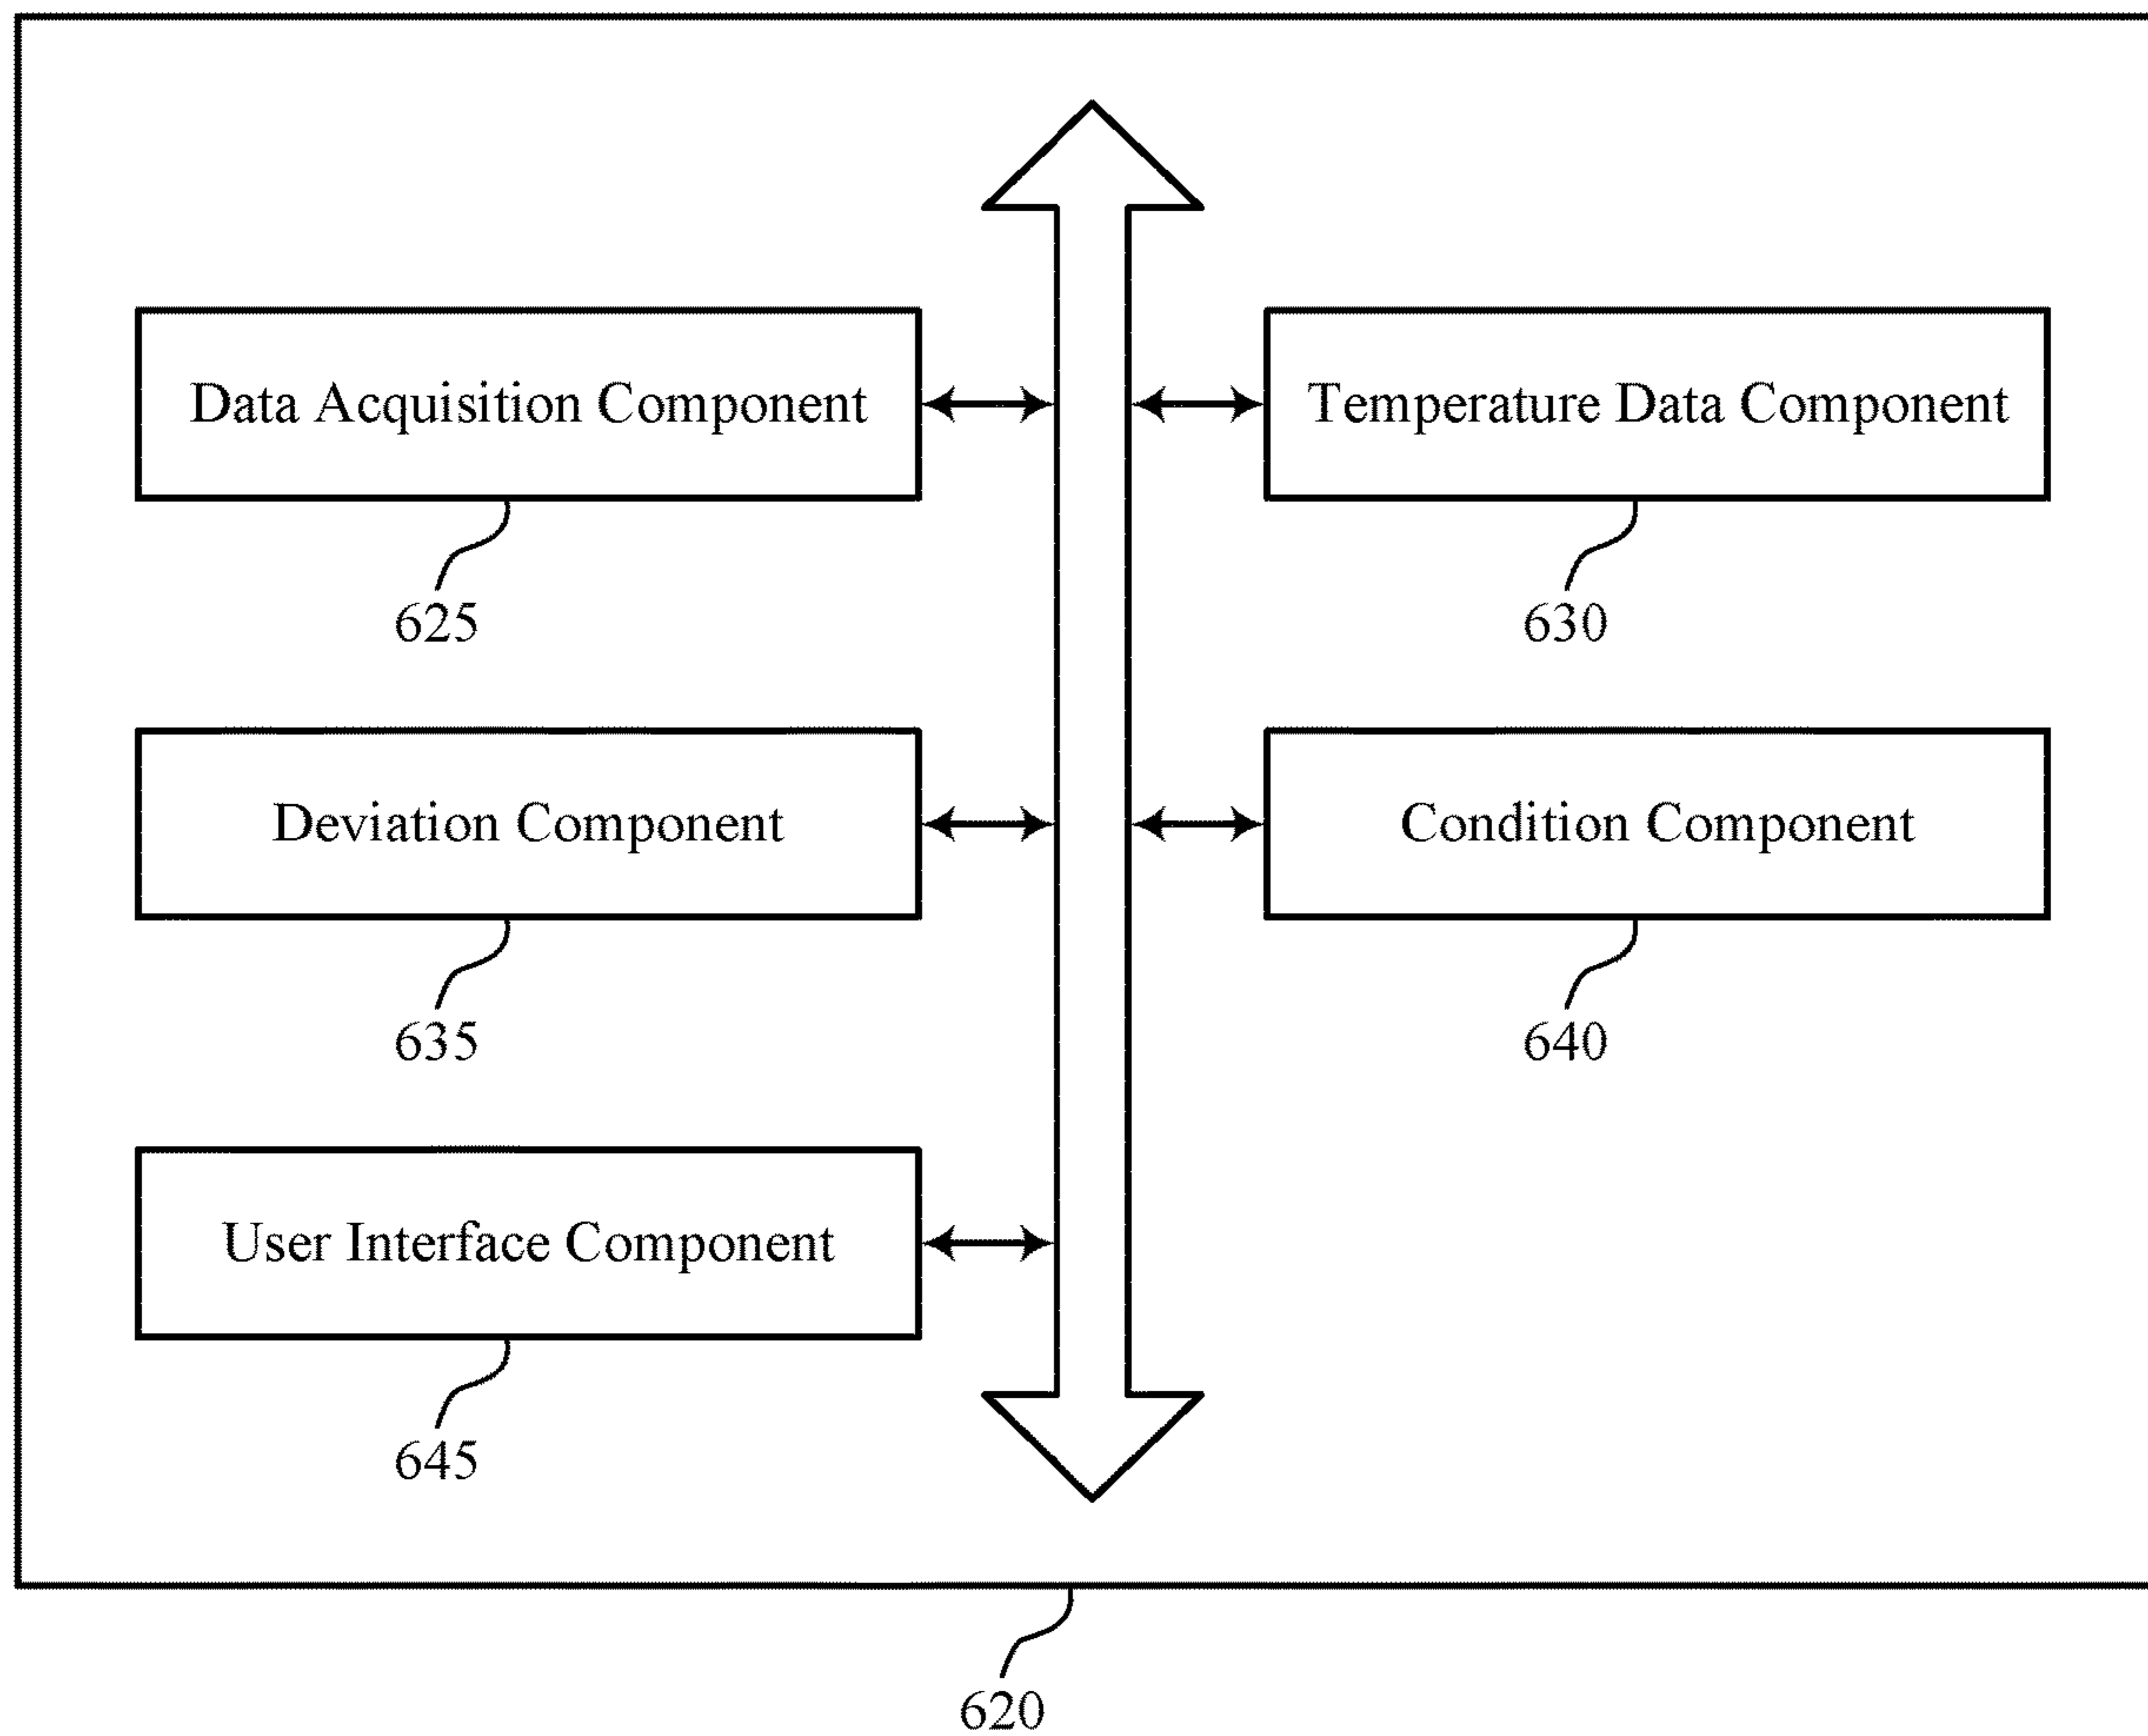 Data Acquisition Component
Temperature Data Component
625
630
Deviation Component
Condition Component
635
640
User Interface Component
645
620